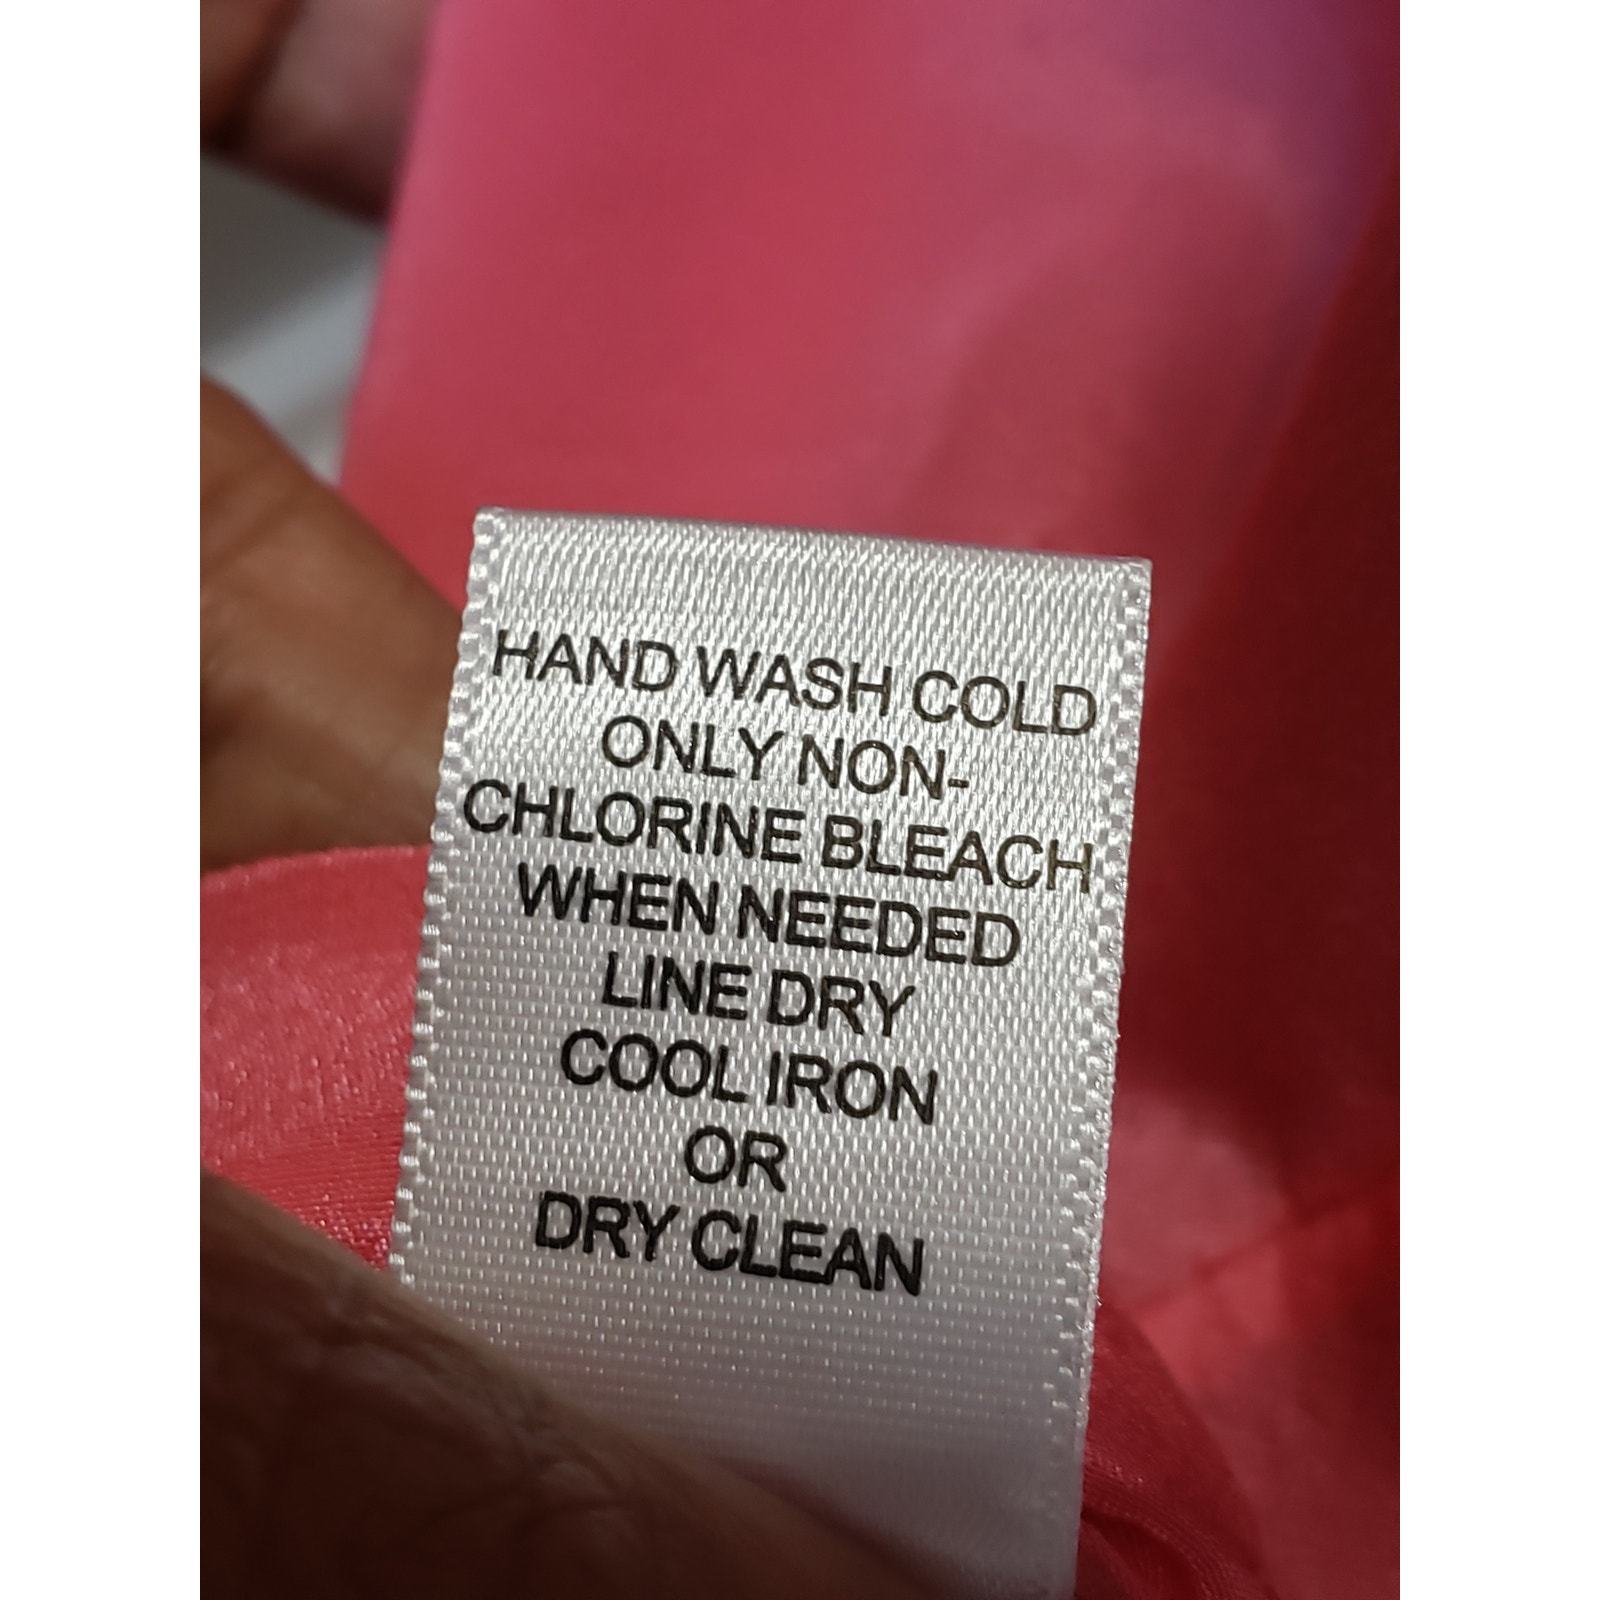 HAND WASH COLD
ONLY NON-
CHLORINE BLEACH
WHEN NEEDED
LINE DRY
COOL IRON
OR
DRY CLEAN